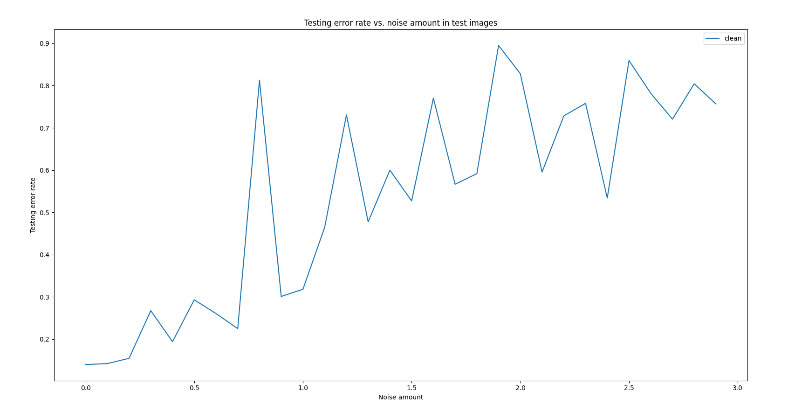 Testing error rate vs. noise amount in test images
clean
0.9
0.8
0.7
0.6
0.5
0.4
0.3
0.2
Testing error rate
0.0 0.5 1.0 1.5 2.0 2.5 3.0
Noise amount